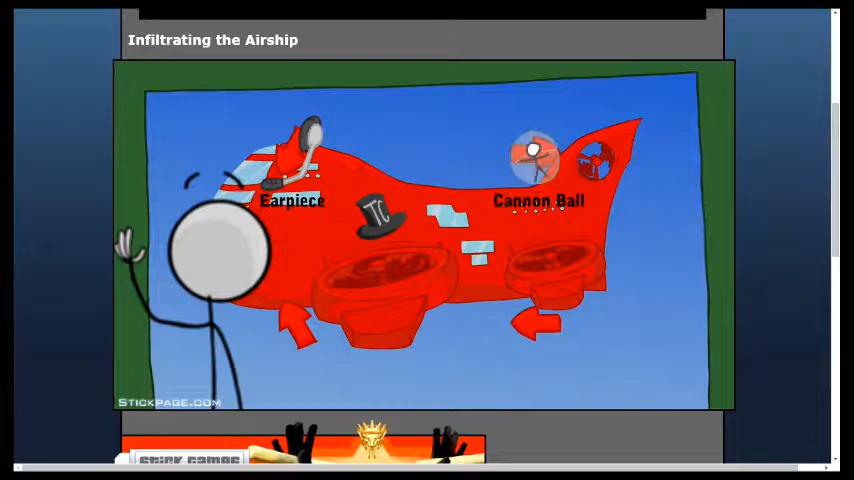 Infiltrating the Airship
Earpiece
Cannon Ball
TC
STICKPAGE.COM
STICK GAMES